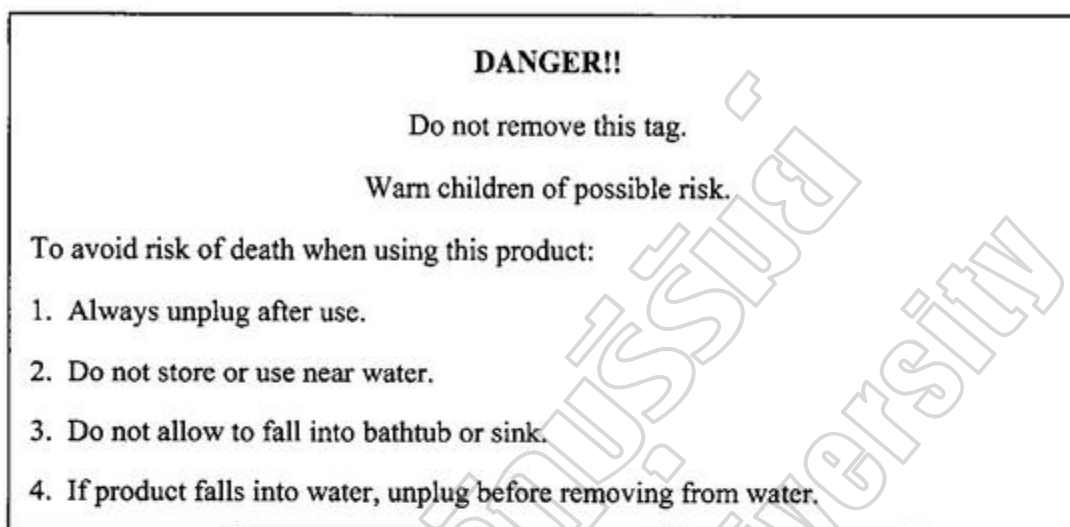 DANGER!!
Do not remove this tag.
Warn children of possible risk.
To avoid risk of death when using this product:
1. Always unplug after use.
2. Do not store or use near water.
3. Do not allow to fall into bathtub or sink.
4. If product falls into water, unplug before removing from water.